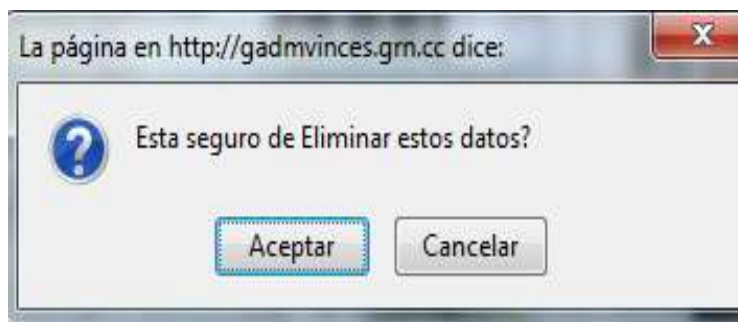 La página en http://gadmvinces.grn.cc dice:
Esta seguro de Eliminar estos datos?
Aceptar
Cancelar